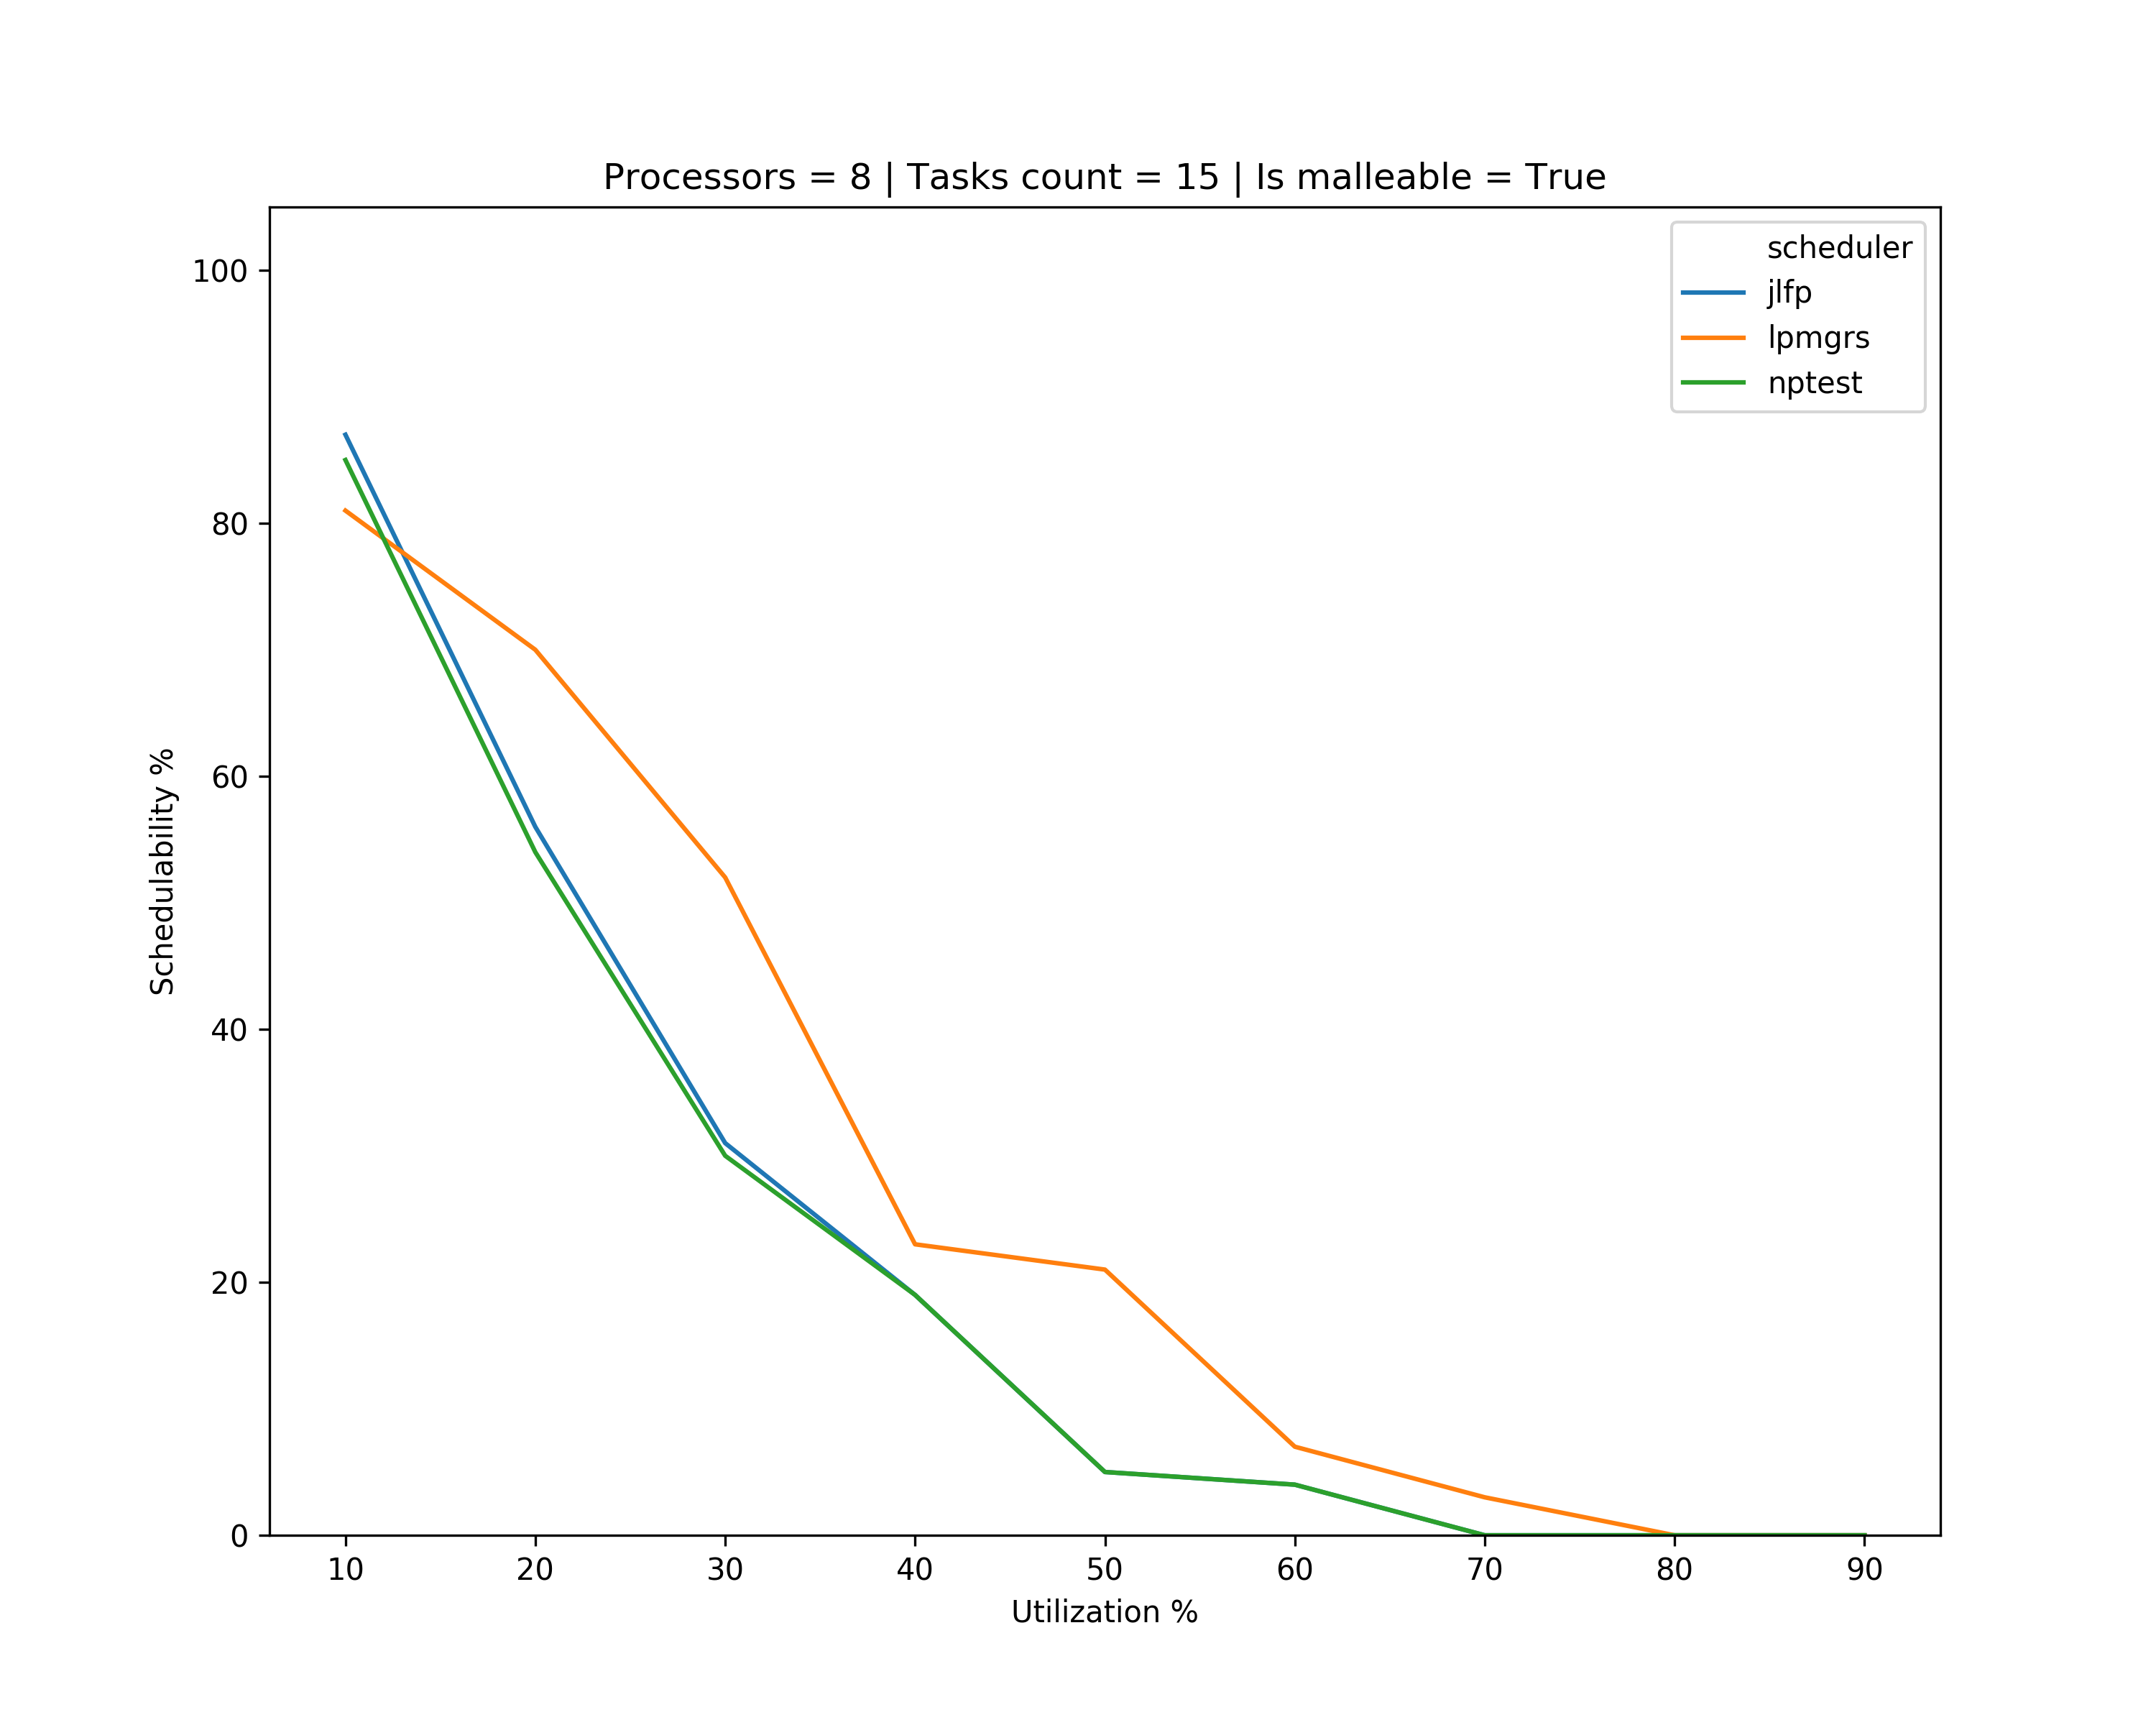 Processors = 8 | Tasks count = 15 | Is malleable = True
scheduler
jlfp
lpmgrs
nptest
Schedulability %
100
80
60
40
20
0
10 20 30 40 50 60 70 80 90
Utilization %